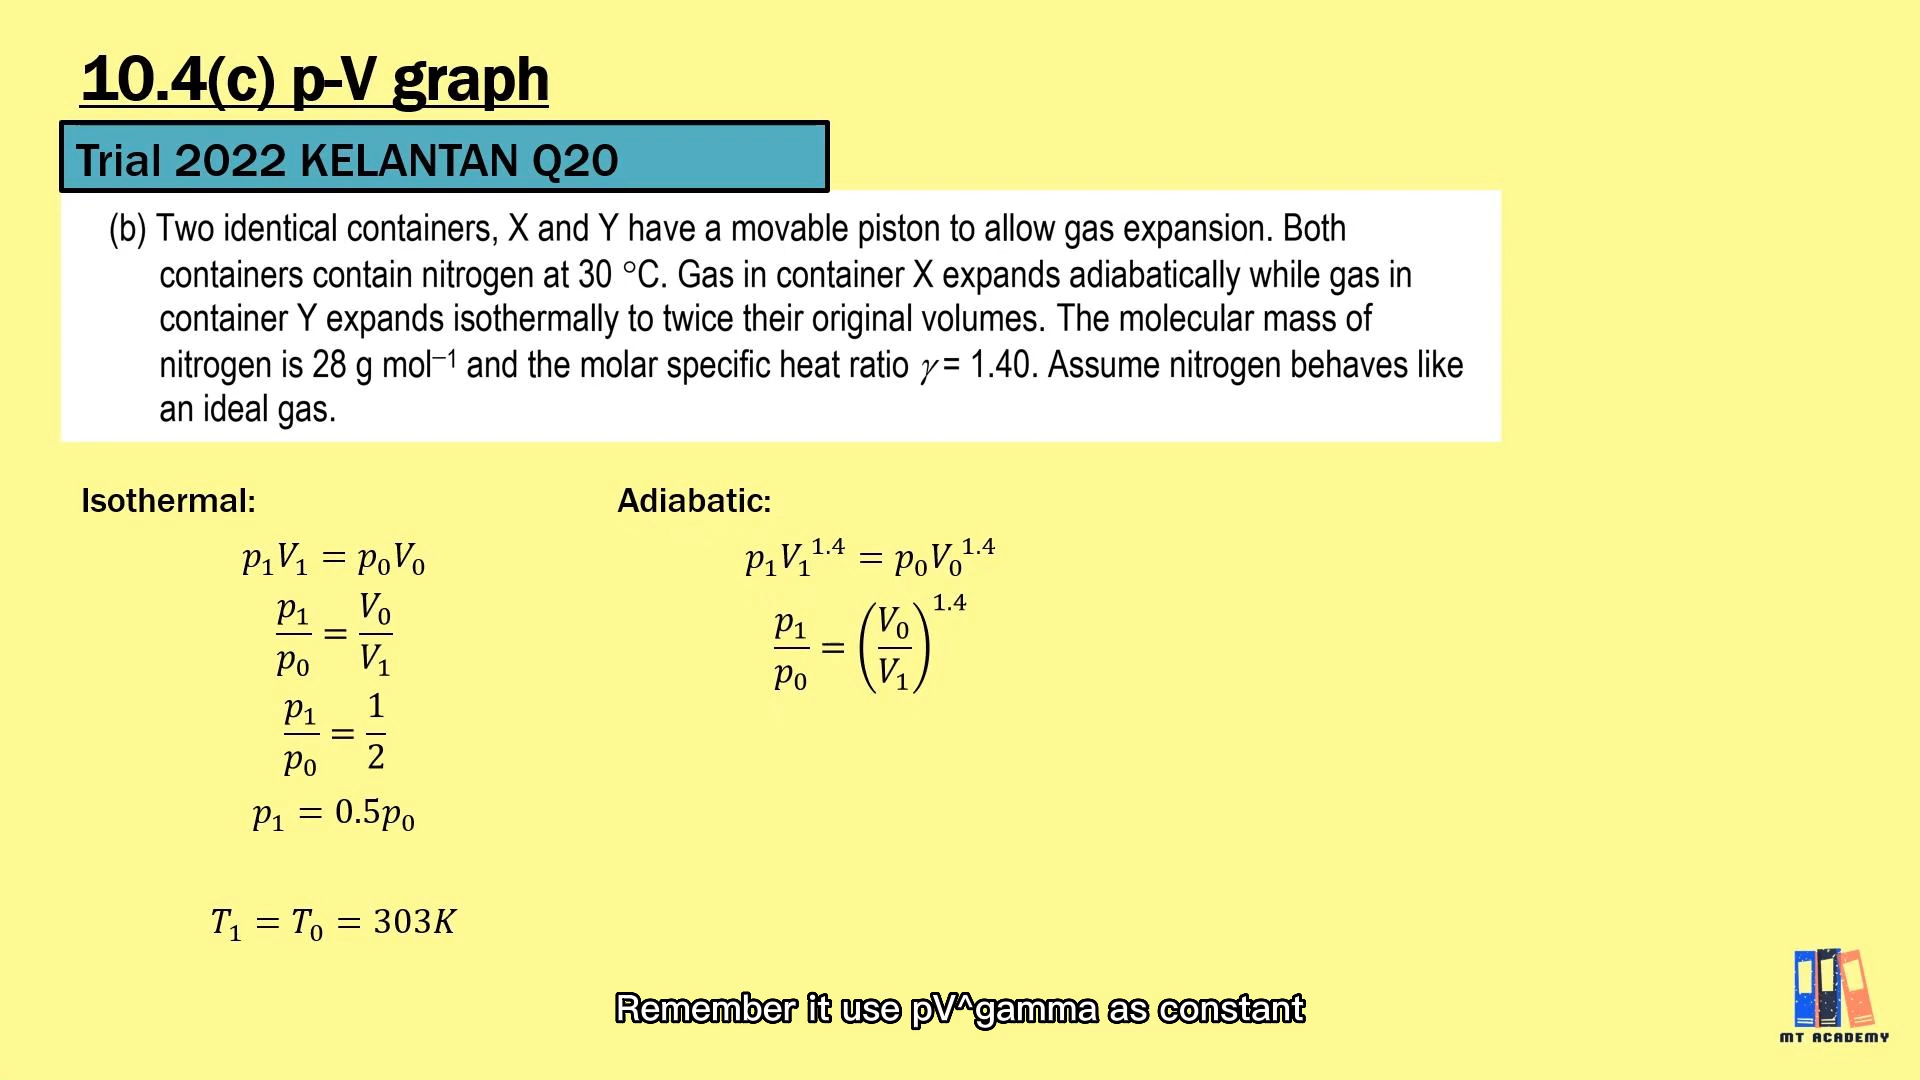 10.4(c) p-V graph
Trial 2022 KELANTAN Q20
(b) Two identical containers, X and Y have a movable piston to allow gas expansion. Both
containers contain nitrogen at 30 °C. Gas in container X expands adiabatically while gas in
container Y expands isothermally to twice their original volumes. The molecular mass of
nitrogen is 28 g mol⁻¹ and the molar specific heat ratio γ = 1.40. Assume nitrogen behaves like
an ideal gas.
Isothermal:
p₁V₁ = p₀V₀
p₁/p₀ = V₀/V₁
p₁/p₀ = 1/2
p₁ = 0.5p₀
T₁ = T₀ = 303K
Adiabatic:
p₁V₁^1.4 = p₀V₀^1.4
p₁/p₀ = (V₀/V₁)^1.4
Remember it use pV^gamma as constant
MT ACADEMY